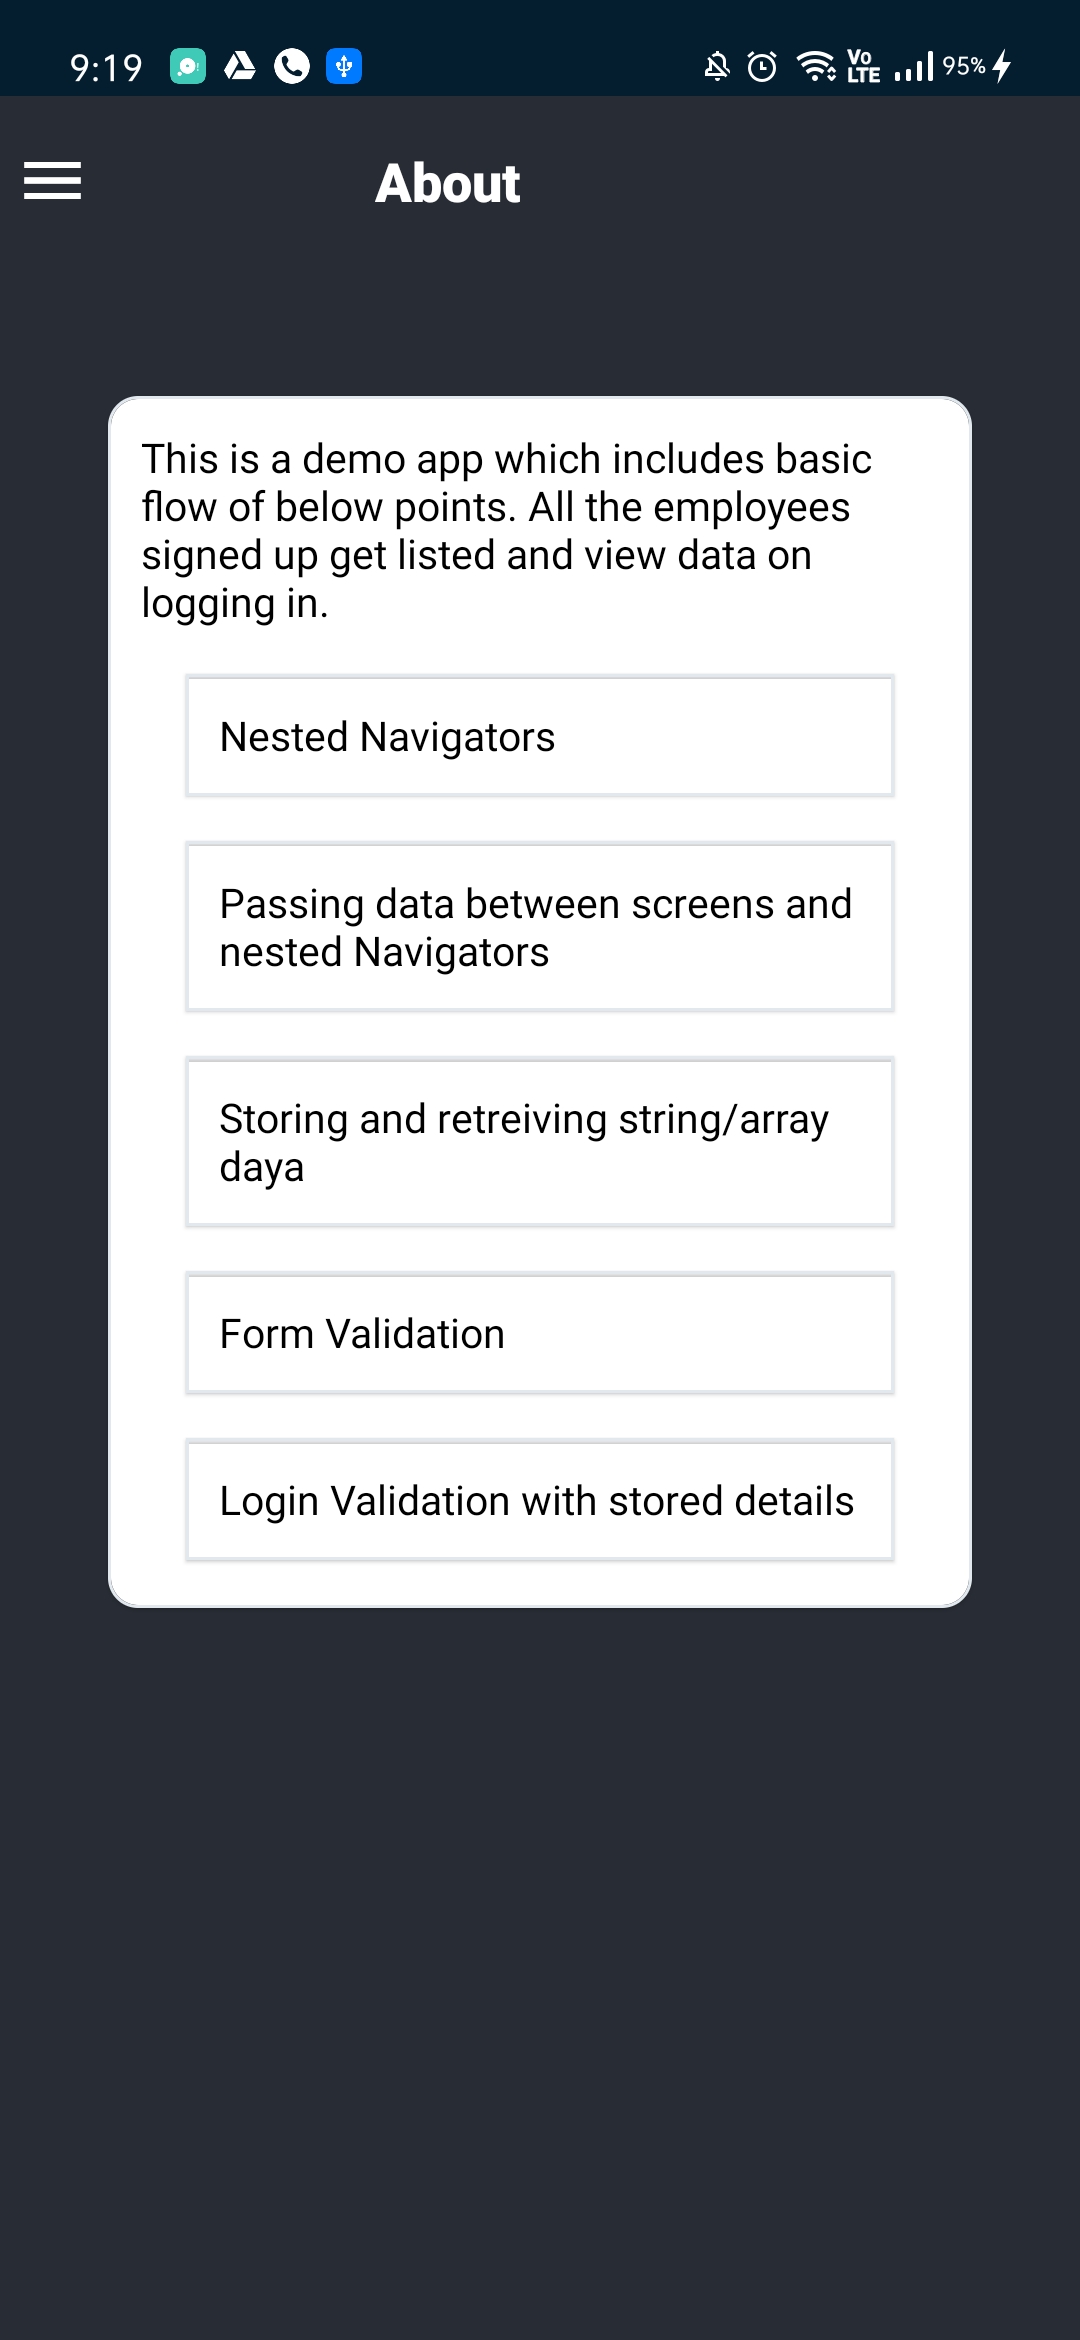 9:19
Vo
LTE
95%
About
This is a demo app which includes basic
flow of below points. All the employees
signed up get listed and view data on
logging in.
Nested Navigators
Passing data between screens and
nested Navigators
Storing and retreiving string/array
daya
Form Validation
Login Validation with stored details